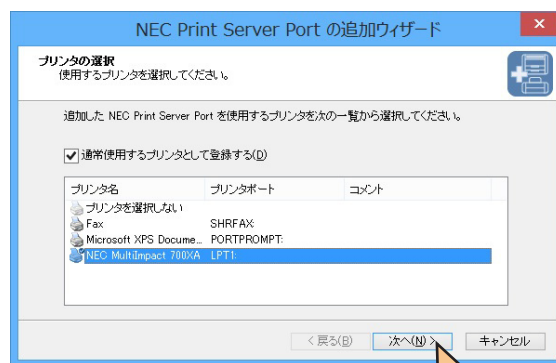 NEC Print Server Port の追加ウィザード
プリンタの選択
使用するプリンタを選択してください。
追加した NEC Print Server Port を使用するプリンタを次の一覧から選択してください。
通常使用するプリンタとして登録する(D)
プリンタ名 プリンタポート コメント
プリンタを選択しない
Fax SHRFAX:
Microsoft XPS Docume... PORTPROMPT:
NEC MultiImpact 700XA LPT1:
< 戻る(B) 次へ(N) > キャンセル